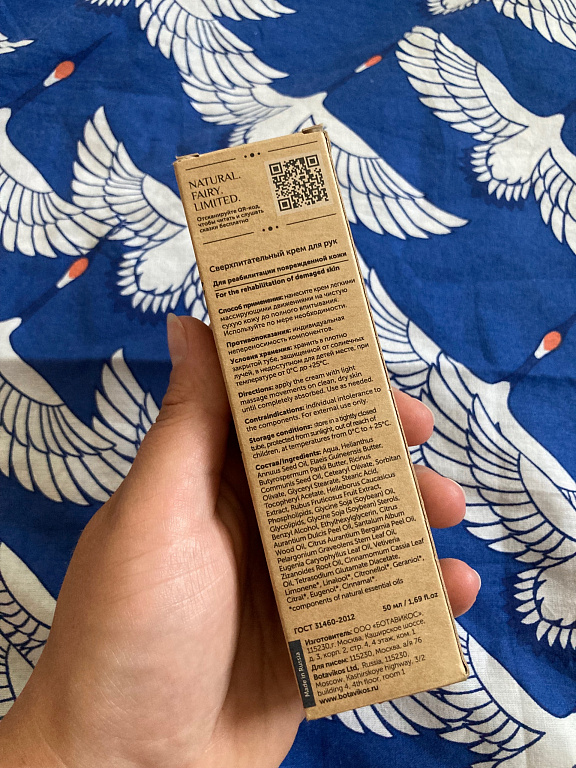 NATURAL.
FAIRY.
LIMITED.
Отсканируйте QR-код,
чтобы читать и слушать
сказки бесплатно
Сверхпитательный крем для рук
Для реабилитации поврежденной кожи
For the rehabilitation of damaged skin
Способ применения: нанесите крем легкими
массирующими движениями на чистую
сухую кожу до полного впитывания.
Используйте по мере необходимости.
Противопоказания: индивидуальная
непереносимость компонентов.
Условия хранения: хранить в плотно
закрытой тубе, защищенной от солнечных
лучей, в недоступном для детей месте, при
температуре от 0°С до +25°С.
Directions: apply the cream with light
massage movements on clean, dry skin
until completely absorbed. Use as needed.
Contraindications: individual intolerance to
the components. For external use only.
Storage conditions: store in a tightly closed
tube, protected from sunlight, out of reach of
children, at temperatures from 0°C to + 25°C.
Состав/Ingredients: Aqua, Helianthus
Annuus Seed Oil, Elaeis Guineensis Butter,
Butyrospermum Parkii Butter, Ricinus
Communis Seed Oil, Cetearyl Olivate, Sorbitan
Olivate, Glyceryl Stearate, Stearic Acid,
Tocopheryl Acetate, Helleborus Caucasicus
Extract, Rubus Fruticosus Fruit Extract,
Phospholipids, Glycine Soja (Soybean) Oil,
Glycolipids, Glycine Soja (Soybean) Sterols,
Benzyl Alcohol, Ethylhexylglycerin, Citrus
Aurantium Dulcis Peel Oil, Santalum Album
Wood Oil, Citrus Aurantium Bergamia Peel Oil,
Pelargonium Graveolens Stem Leaf Oil,
Eugenia Caryophyllus Leaf Oil, Vetiveria
Zizanoides Root Oil, Cinnamomum Cassia Leaf
Oil, Tetrasodium Glutamate Diacetate,
Limonene*, Linalool*, Citronellol*, Geraniol*,
Citral*, Eugenol*, Cinnamal*
*components of natural essential oils
50 мл / 1.69 fl.oz
ГОСТ 31460-2012
Изготовитель: ООО «БОТАВИКОС»
115230, г. Москва, Каширское шоссе,
д. 3, корп. 2, стр. 4, 4 этаж, ком. 1.
Для писем: 115230, Москва, а/я 76
Botavikos Ltd., Russia, 115230,
Moscow, Kashirskoye Highway, 3/2
building 4, 4th floor, room 1
www.botavikos.ru
Made in Russia